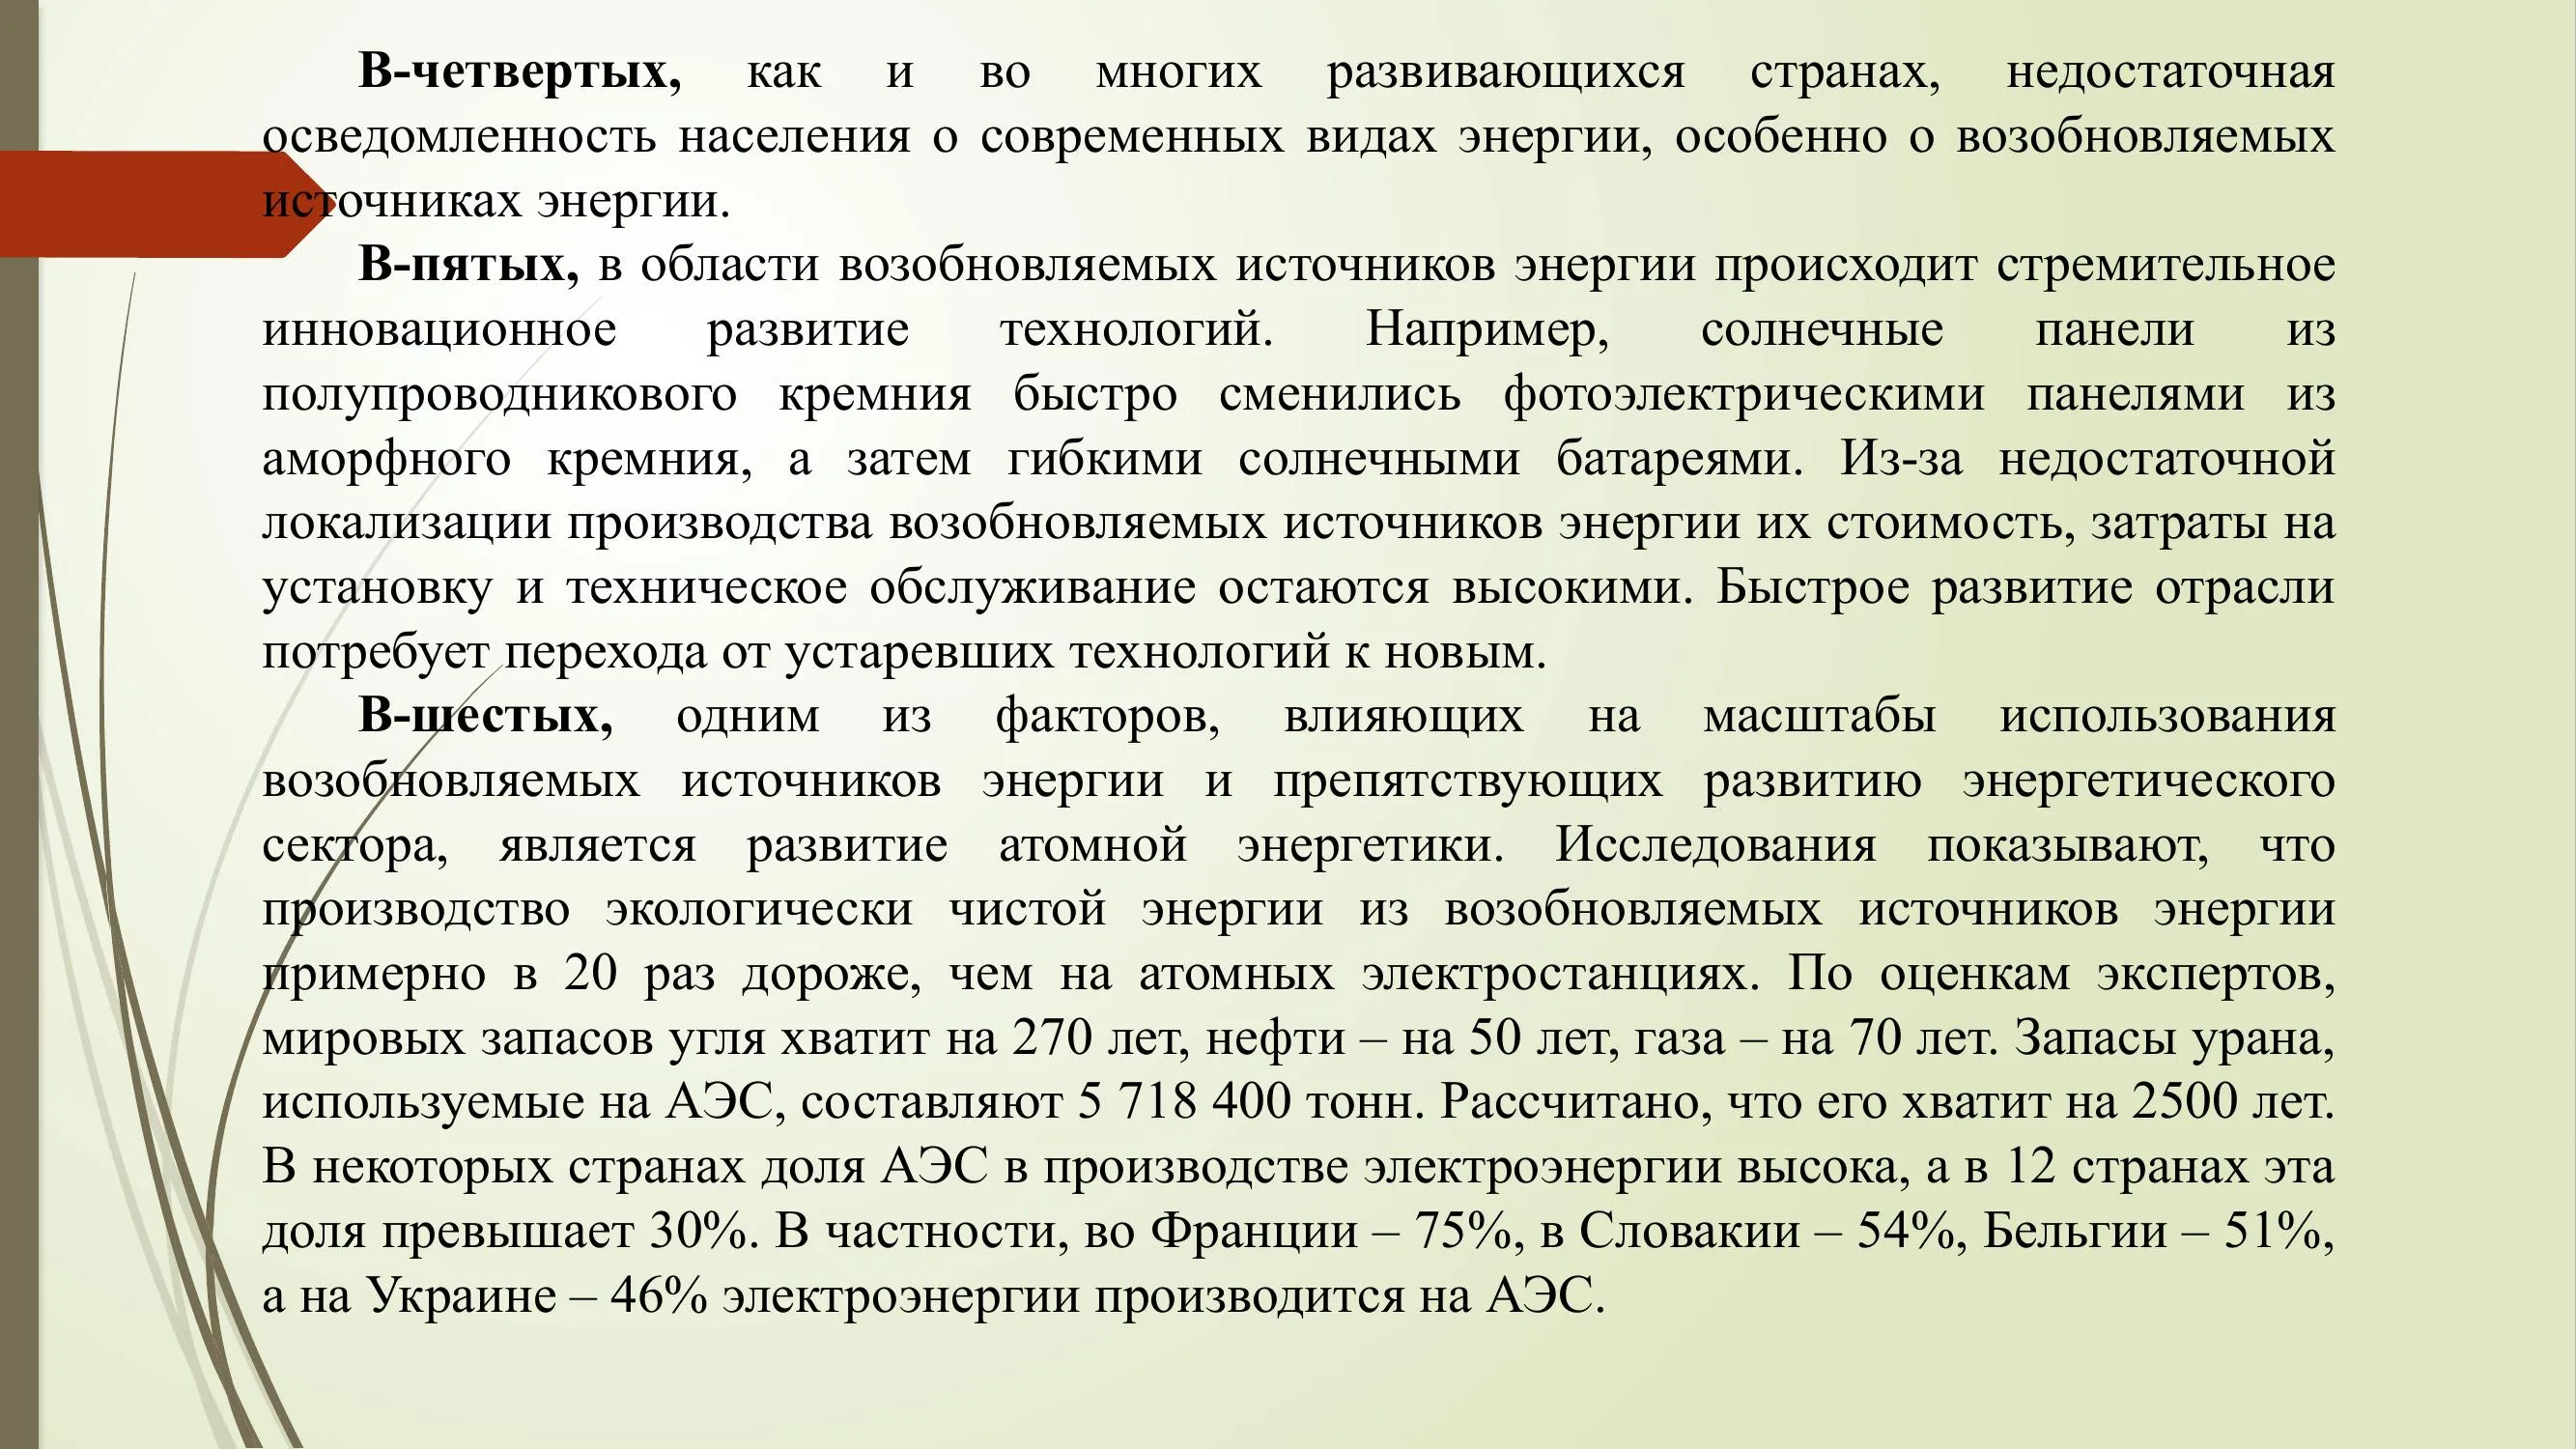 В-четвертых, как и во многих развивающихся странах, недостаточная
осведомленность населения о современных видах энергии, особенно о возобновляемых
источниках энергии.
В-пятых, в области возобновляемых источников энергии происходит стремительное
инновационное развитие технологий. Например, солнечные панели из
полупроводникового кремния быстро сменились фотоэлектрическими панелями из
аморфного кремния, а затем гибкими солнечными батареями. Из-за недостаточной
локализации производства возобновляемых источников энергии их стоимость, затраты на
установку и техническое обслуживание остаются высокими. Быстрое развитие отрасли
потребует перехода от устаревших технологий к новым.
В-шестых, одним из факторов, влияющих на масштабы использования
возобновляемых источников энергии и препятствующих развитию энергетического
сектора, является развитие атомной энергетики. Исследования показывают, что
производство экологически чистой энергии из возобновляемых источников энергии
примерно в 20 раз дороже, чем на атомных электростанциях. По оценкам экспертов,
мировых запасов угля хватит на 270 лет, нефти – на 50 лет, газа – на 70 лет. Запасы урана,
используемые на АЭС, составляют 5 718 400 тонн. Рассчитано, что его хватит на 2500 лет.
В некоторых странах доля АЭС в производстве электроэнергии высока, а в 12 странах эта
доля превышает 30%. В частности, во Франции – 75%, в Словакии – 54%, Бельгии – 51%,
а на Украине – 46% электроэнергии производится на АЭС.